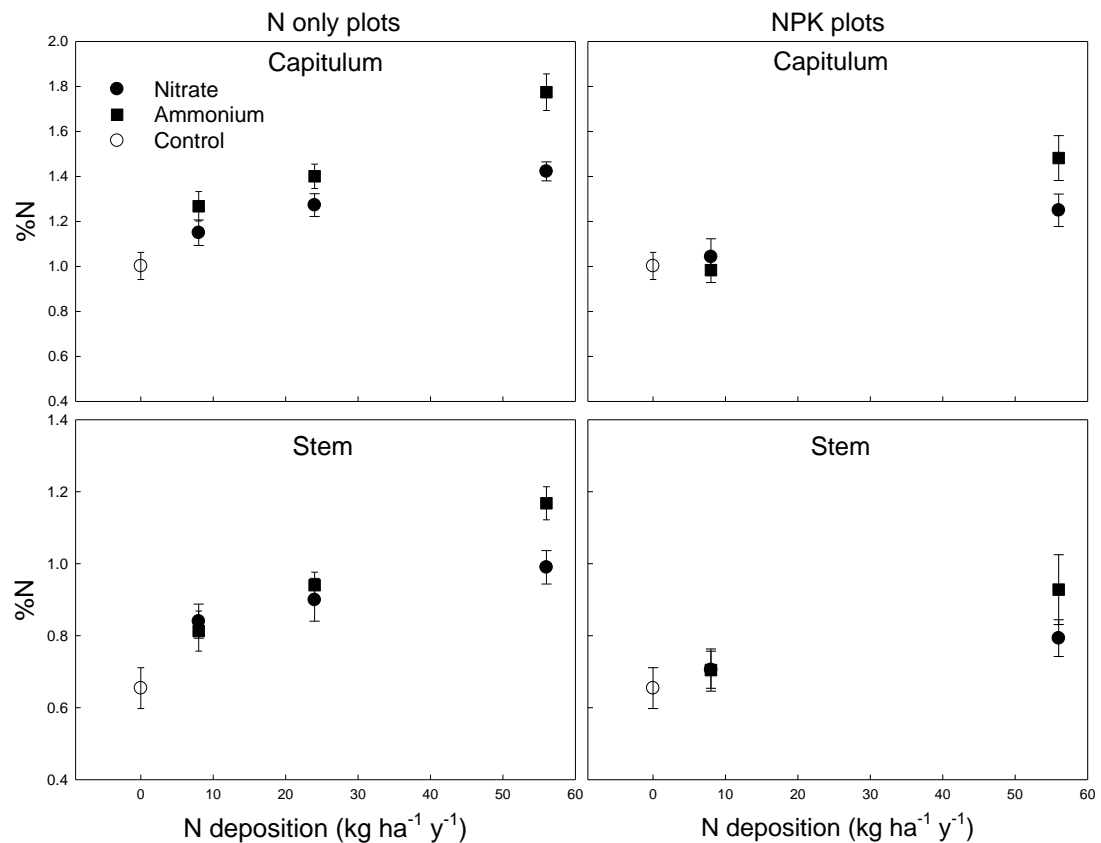 N only plots
NPK plots
2.0
1.8
1.6
1.4
1.2
1.0
0.8
0.6
0.4
%N
Capitulum
Nitrate
Ammonium
Control
Capitulum
1.4
1.2
1.0
0.8
0.6
0.4
%N
Stem
Stem
0 10 20 30 40 50 60
0 10 20 30 40 50 60
N deposition (kg ha⁻¹ y⁻¹)
N deposition (kg ha⁻¹ y⁻¹)